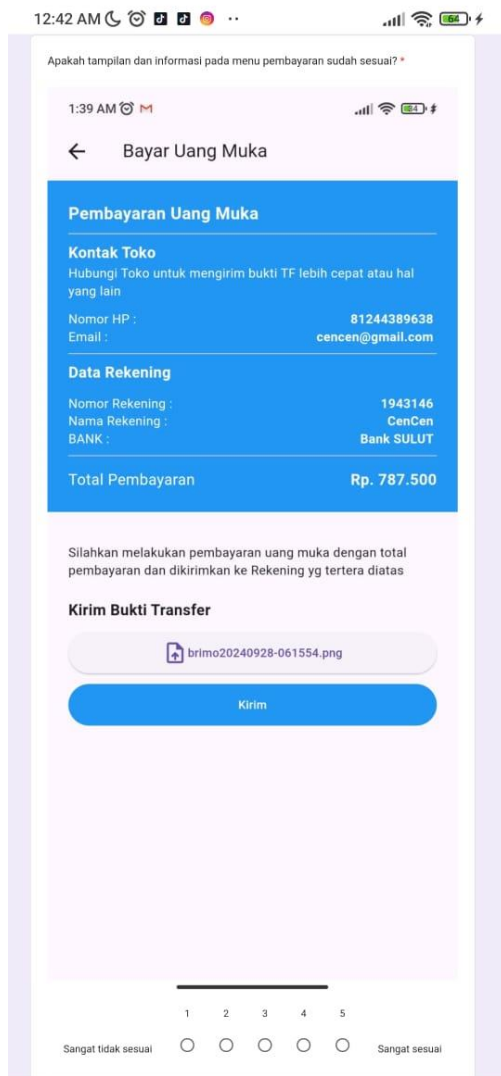 12:42 AM
64
Apakah tampilan dan informasi pada menu pembayaran sudah sesuai? *
1:39 AM
Bayar Uang Muka
Pembayaran Uang Muka
Kontak Toko
Hubungi Toko untuk mengirim bukti TF lebih cepat atau hal
yang lain
Nomor HP : 81244389638
Email : cencen@gmail.com
Data Rekening
Nomor Rekening : 1943146
Nama Rekening : CenCen
BANK : Bank SULUT
Total Pembayaran Rp. 787.500
Silahkan melakukan pembayaran uang muka dengan total
pembayaran dan dikirimkan ke Rekening yg tertera diatas
Kirim Bukti Transfer
brimo20240928-061554.png
Kirim
1 2 3 4 5
Sangat tidak sesuai Sangat sesuai